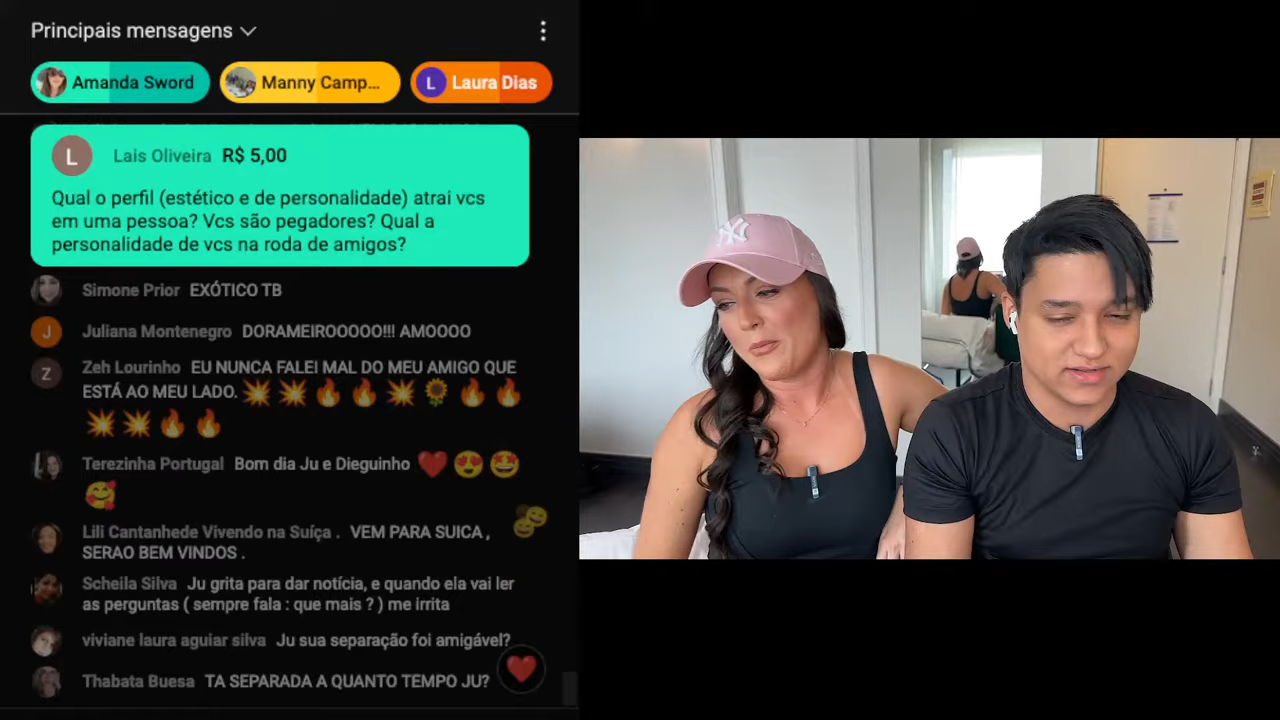 Principais mensagens
Amanda Sword
Manny Camp...
L Laura Dias
L Lais Oliveira R$ 5,00
Qual o perfil (estético e de personalidade) atrai vcs
em uma pessoa? Vcs são pegadores? Qual a
personalidade de vcs na roda de amigos?
Simone Prior EXÓTICO TB
J Juliana Montenegro DORAMEIROOOOO!!! AMOOOO
Z Zeh Lourinho EU NUNCA FALEI MAL DO MEU AMIGO QUE
ESTÁ AO MEU LADO. 💥💥🔥🔥💥🌻🔥🔥
💥💥🔥🔥
Terezinha Portugal Bom dia Ju e Dieguinho ❤️😍🤩
🥰
Lili Cantanhede Vivendo na Suíça . VEM PARA SUICA ,
SERAO BEM VINDOS .
Scheila Silva Ju grita para dar notícia, e quando ela vai ler
as perguntas ( sempre fala : que mais ? ) me irrita
viviane laura aguiar silva Ju sua separação foi amigável?
Thabata Buesa TA SEPARADA A QUANTO TEMPO JU?
NY